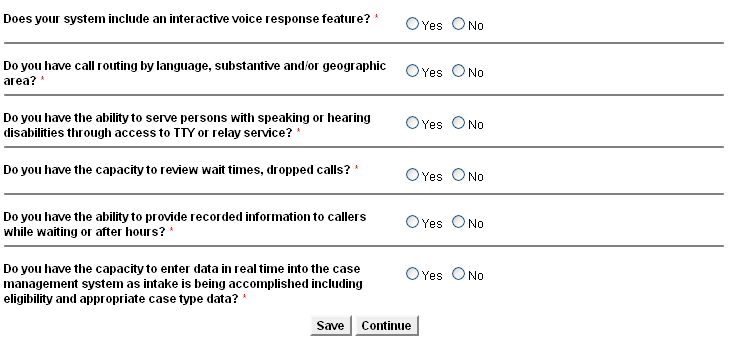 Does your system include an interactive voice response feature? * Yes No
Do you have call routing by language, substantive and/or geographic
area? * Yes No
Do you have the ability to serve persons with speaking or hearing
disabilities through access to TTY or relay service? * Yes No
Do you have the capacity to review wait times, dropped calls? * Yes No
Do you have the ability to provide recorded information to callers
while waiting or after hours? * Yes No
Do you have the capacity to enter data in real time into the case
management system as intake is being accomplished including
eligibility and appropriate case type data? * Yes No
Save Continue